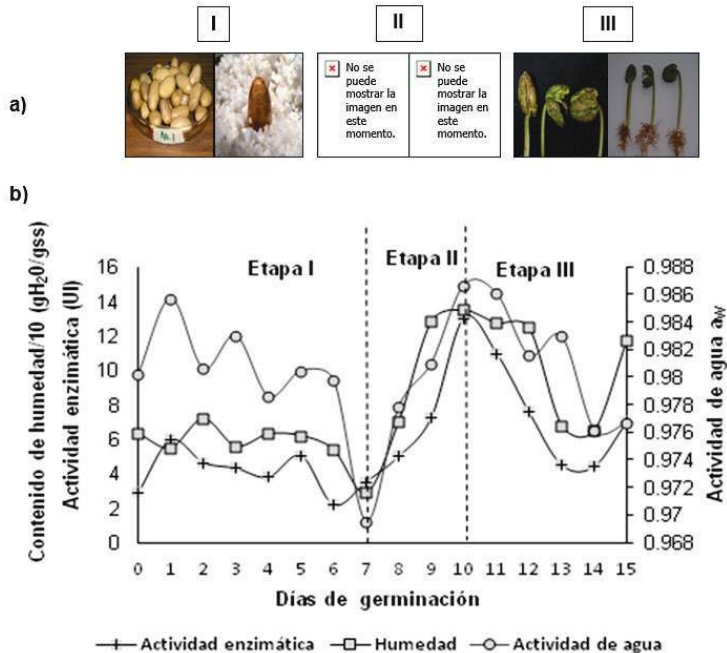 I
II
III
a)
No se
puede
mostrar la
imagen en
este
momento.
No se
puede
mostrar la
imagen en
este
momento.
b)
Contenido de humedad/10 (gH20/gss)
Actividad enzimática (UI)
Etapa I
Etapa II
Etapa III
16
14
12
10
8
6
4
2
0
0.988
0.986
0.984
0.982
0.98
0.978
0.976
0.974
0.972
0.97
0.968
Actividad de agua aw
0 1 2 3 4 5 6 7 8 9 10 11 12 13 14 15
Días de germinación
Actividad enzimática Humedad Actividad de agua